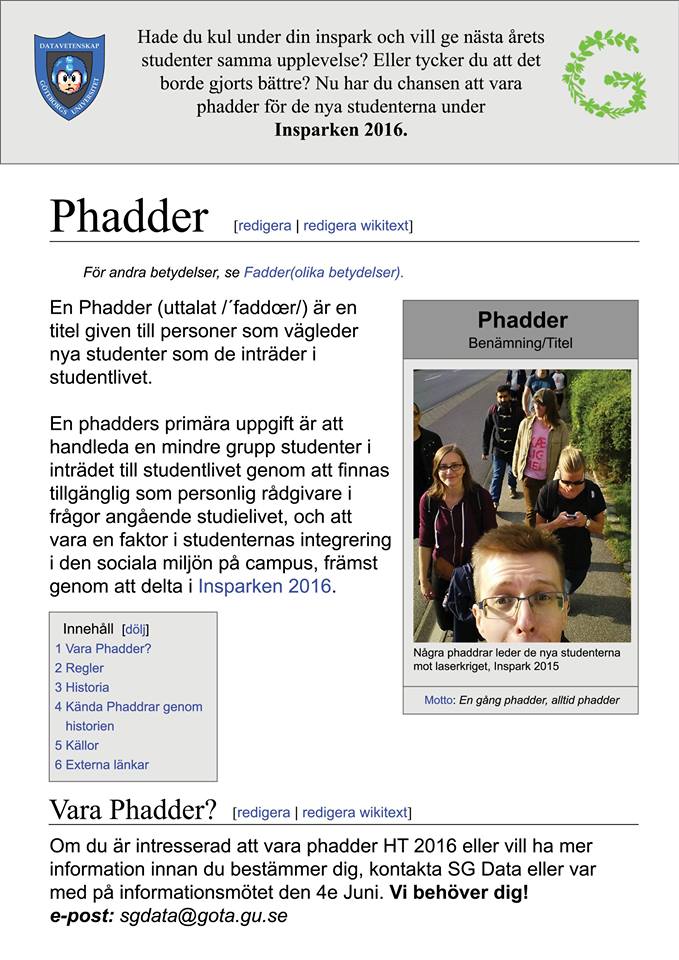 DATAVETENSKAP
GÖTEBORGS UNIVERSITET
Hade du kul under din inspark och vill ge nästa årets
studenter samma upplevelse? Eller tycker du att det
borde gjorts bättre? Nu har du chansen att vara
phadder för de nya studenterna under
Insparken 2016.
Phadder [redigera | redigera wikitext]
För andra betydelser, se Fadder(olika betydelser).
En Phadder (uttalat /´faddœr/) är en
titel given till personer som vägleder
nya studenter som de inträder i
studentlivet.
En phadders primära uppgift är att
handleda en mindre grupp studenter i
inträdet till studentlivet genom att finnas
tillgänglig som personlig rådgivare i
frågor angående studielivet, och att
vara en faktor i studenternas integrering
i den sociala miljön på campus, främst
genom att delta i Insparken 2016.
Phadder
Benämning/Titel
Några phaddrar leder de nya studenterna
mot laserkriget, Inspark 2015
Motto: En gång phadder, alltid phadder
Innehåll [dölj]
1 Vara Phadder?
2 Regler
3 Historia
4 Kända Phaddrar genom
historien
5 Källor
6 Externa länkar
Vara Phadder? [redigera | redigera wikitext]
Om du är intresserad att vara phadder HT 2016 eller vill ha mer
information innan du bestämmer dig, kontakta SG Data eller var
med på informationsmötet den 4e Juni. Vi behöver dig!
e-post: sgdata@gota.gu.se